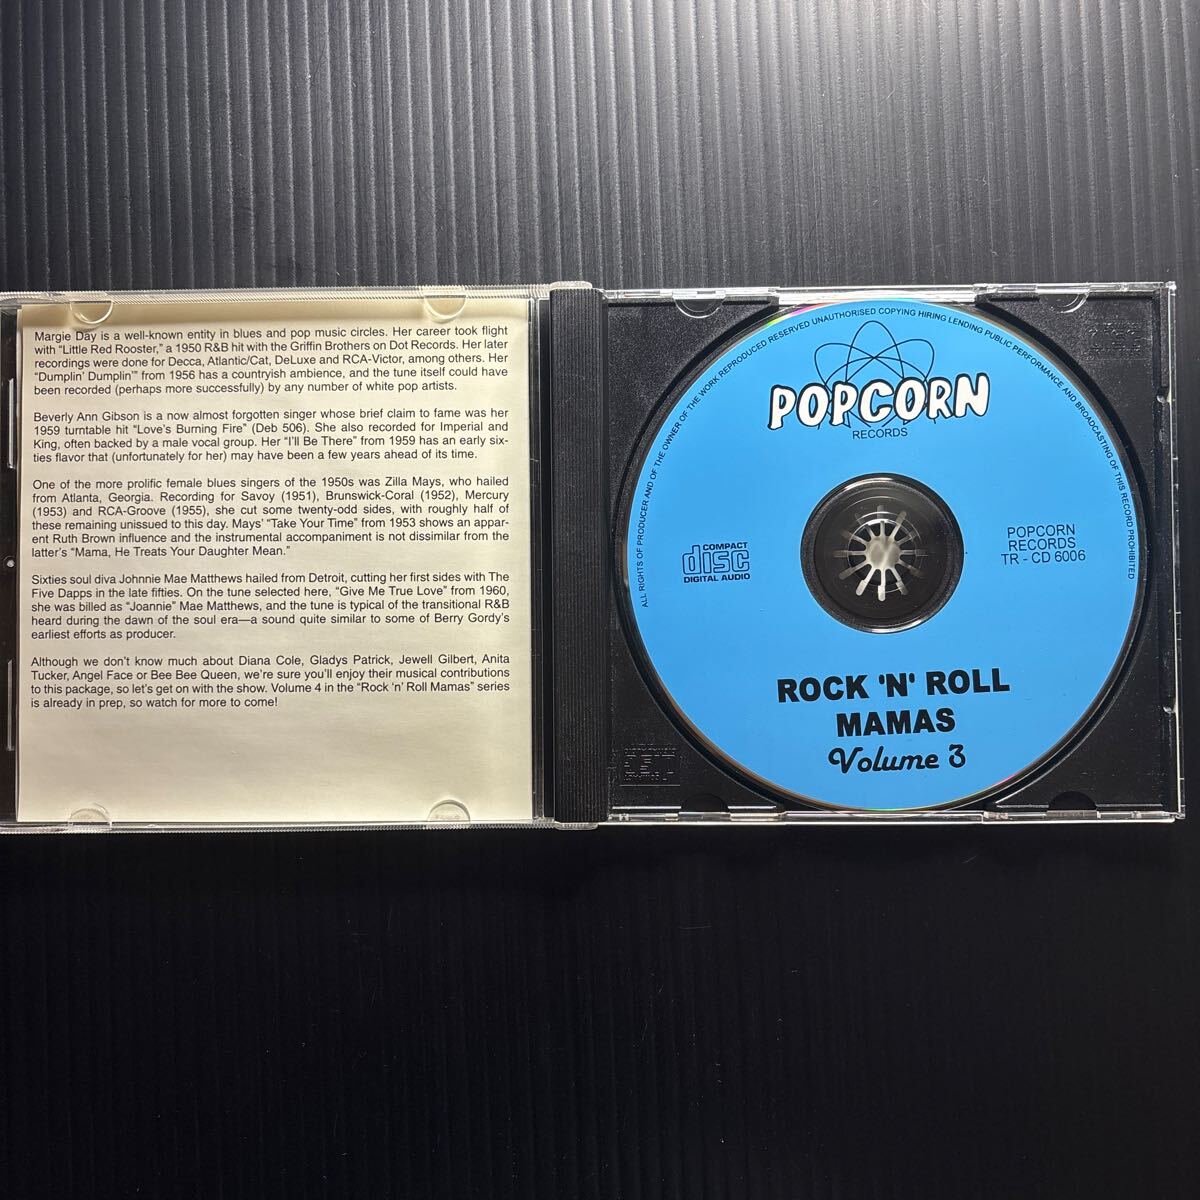 Margie Day is a well-known entity in blues and pop music circles. Her career took flight
with "Little Red Rooster," a 1950 R&B hit with the Griffin Brothers on Dot Records. Her later
recordings were done for Decca, Atlantic/Cat, DeLuxe and RCA-Victor, among others. Her
"Dumplin' Dumplin'" from 1956 has a countryish ambience, and the tune itself could have
been recorded (perhaps more successfully) by any number of white pop artists.
Beverly Ann Gibson is a now almost forgotten singer whose brief claim to fame was her
1959 turntable hit "Love's Burning Fire" (Deb 506). She also recorded for Imperial and
King, often backed by a male vocal group. Her "I'll Be There" from 1959 has an early six-
ties flavor that (unfortunately for her) may have been a few years ahead of its time.
One of the more prolific female blues singers of the 1950s was Zilla Mays, who hailed
from Atlanta, Georgia. Recording for Savoy (1951), Brunswick-Coral (1952), Mercury
(1953) and RCA-Groove (1955), she cut some twenty-odd sides, with roughly half of
these remaining unissued to this day. Mays' "Take Your Time" from 1953 shows an appar-
ent Ruth Brown influence and the instrumental accompaniment is not dissimilar from the
latter's "Mama, He Treats Your Daughter Mean."
Sixties soul diva Johnnie Mae Matthews hailed from Detroit, cutting her first sides with The
Five Dapps in the late fifties. On the tune selected here, "Give Me True Love" from 1960,
she was billed as "Joannie" Mae Matthews, and the tune is typical of the transitional R&B
heard during the dawn of the soul era—a sound quite similar to some of Berry Gordy's
earliest efforts as producer.
Although we don't know much about Diana Cole, Gladys Patrick, Jewell Gilbert, Anita
Tucker, Angel Face or Bee Bee Queen, we're sure you'll enjoy their musical contributions
to this package, so let's get on with the show. Volume 4 in the "Rock 'n' Roll Mamas" series
is already in prep, so watch for more to come!
ALL RIGHTS OF PRODUCER AND OF THE OWNER OF THE WORK REPRODUCED RESERVED UNAUTHORISED COPYING HIRING LENDING PUBLIC PERFORMANCE AND BROADCASTING OF THIS RECORD PROHIBITED
POPCORN
RECORDS
COMPACT
disc
DIGITAL AUDIO
POPCORN
RECORDS
TR - CD 6006
ROCK 'N' ROLL
MAMAS
Volume 3